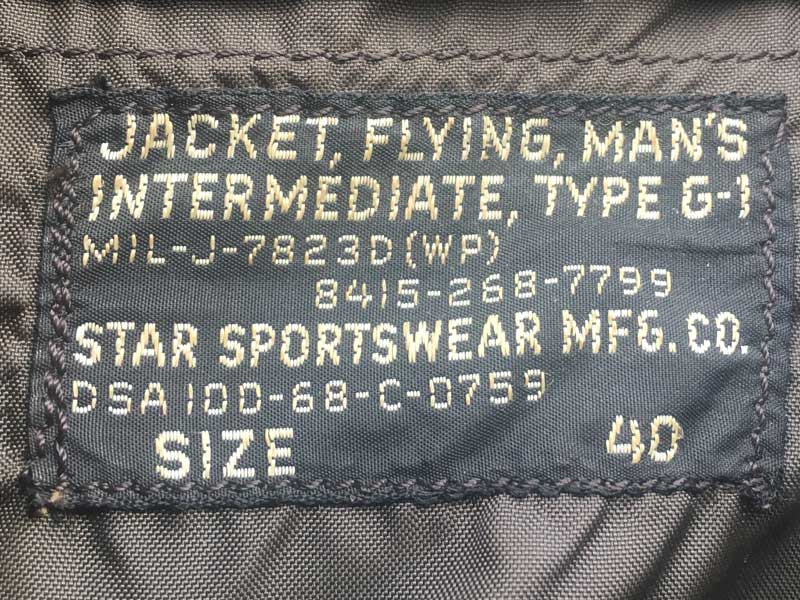 JACKET, FLYING, MAN'S
INTERMEDIATE, TYPE G-1
MIL-J-7823D(WP)
8415-268-7799
STAR SPORTSWEAR MFG. CO.
DSA 100-68-C-0759
SIZE 40